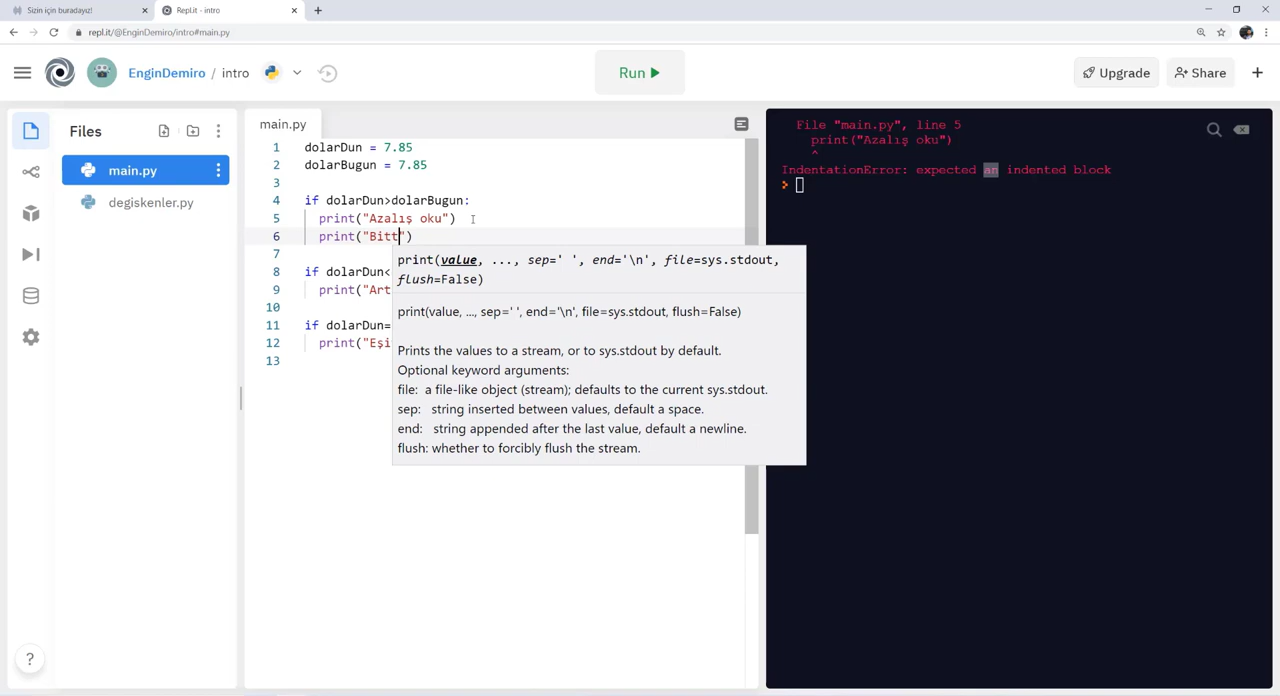 Sizin için buradayız!
Repl.it - intro
repl.it/@EnginDemiro/intro#main.py
EnginDemiro / intro
Run
Upgrade
Share
Files
main.py
degiskenler.py
main.py
1 dolarDun = 7.85
2 dolarBugun = 7.85
3
4 if dolarDun>dolarBugun:
5 print("Azalış oku")
6 print("Bitt")
7
8 if dolarDun<
9 print("Art
10
11 if dolarDun=
12 print("Eşi
13
print(value, ..., sep=' ', end='\n', file=sys.stdout,
flush=False)
print(value, ..., sep=' ', end='\n', file=sys.stdout, flush=False)
Prints the values to a stream, or to sys.stdout by default.
Optional keyword arguments:
file: a file-like object (stream); defaults to the current sys.stdout.
sep: string inserted between values, default a space.
end: string appended after the last value, default a newline.
flush: whether to forcibly flush the stream.
File "main.py", line 5
print("Azalış oku")
^
IndentationError: expected an indented block
?